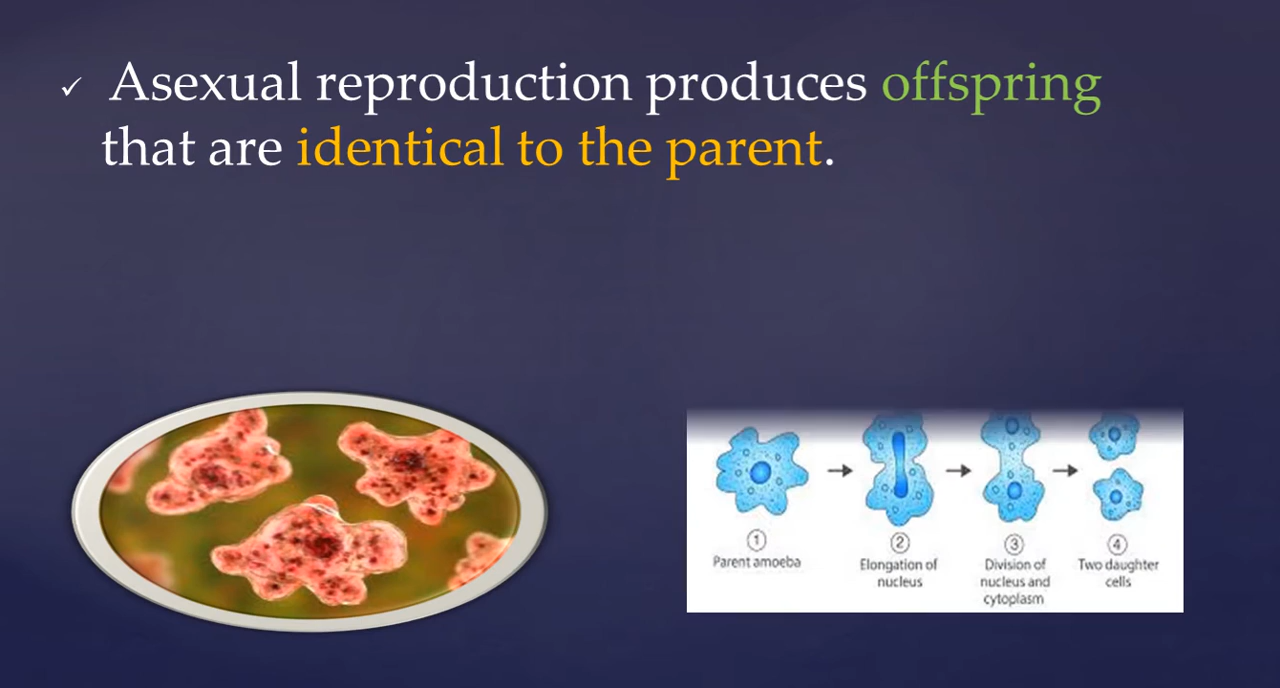 ✓ Asexual reproduction produces offspring
that are identical to the parent.
1
Parent amoeba
2
Elongation of
nucleus
3
Division of
nucleus and
cytoplasm
4
Two daughter
cells